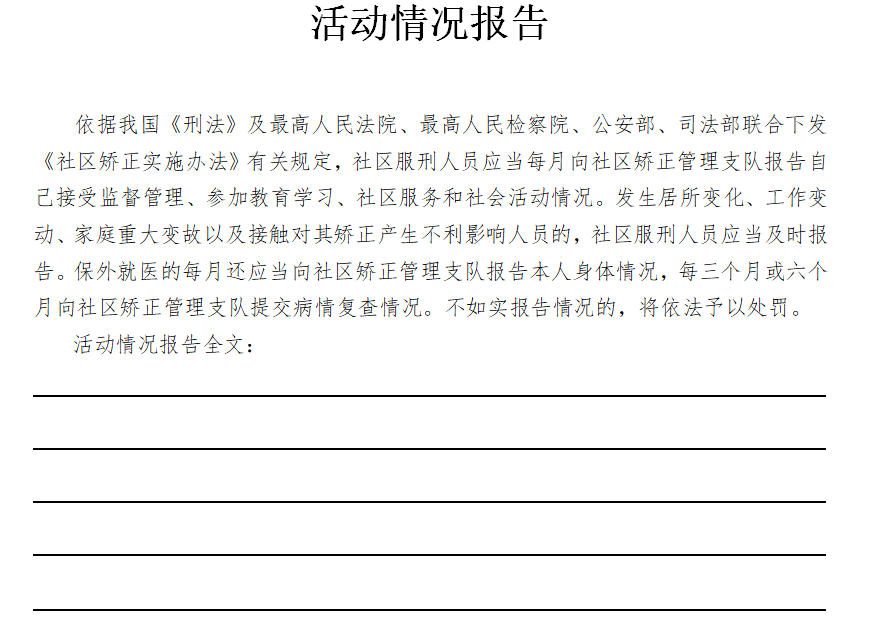 活动情况报告
依据我国《刑法》及最高人民法院、最高人民检察院、公安部、司法部联合下发
《社区矫正实施办法》有关规定，社区服刑人员应当每月向社区矫正管理支队报告自
己接受监督管理、参加教育学习、社区服务和社会活动情况。发生居所变化、工作变
动、家庭重大变故以及接触对其矫正产生不利影响人员的，社区服刑人员应当及时报
告。保外就医的每月还应当向社区矫正管理支队报告本人身体情况，每三个月或六个
月向社区矫正管理支队提交病情复查情况。不如实报告情况的，将依法予以处罚。
活动情况报告全文：